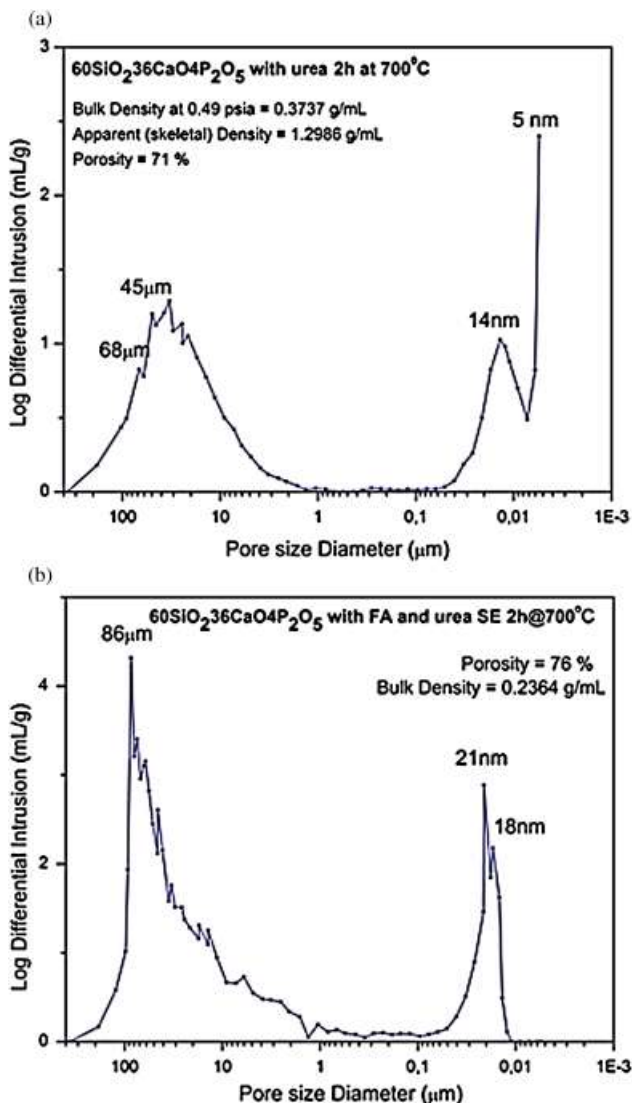 (a)
60SiO₂36CaO4P₂O₅ with urea 2h at 700°C
Bulk Density at 0.49 psia = 0.3737 g/mL
Apparent (skeletal) Density = 1.2986 g/mL
Porosity = 71 %
5 nm
45µm
68µm
14nm
Log Differential Intrusion (mL/g)
3
2
1
0
100
10
1
0,1
0,01
1E-3
Pore size Diameter (µm)
(b)
60SiO₂36CaO4P₂O₅ with FA and urea SE 2h@700°C
86µm
Porosity = 76 %
Bulk Density = 0.2364 g/mL
21nm
18nm
Log Differential Intrusion (mL/g)
4
2
0
100
10
1
0,1
0,01
1E-3
Pore size Diameter (µm)